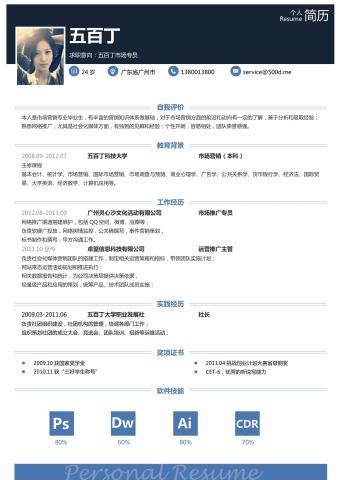 个人
Resume 简历
五百丁
求职意向：五百丁市场专员
24 岁
广东省广州市
1380013800
service@500d.me
自我评价
本人是市场营销专业毕业生，有丰富的营销知识体系做基础；对于市场营销方面的前沿和动向有一定的了解，善于分析和吸取经验；
熟悉网络推广，尤其是社会化媒体方面，有独到的见解和经验；个性开朗，容易相处，团队荣誉感强。
教育背景
2008.09-2012.07 五百丁科技大学 市场营销（本科）
主修课程
基本会计、统计学、市场营销、国际市场营销、市场调查与预测、商业心理学、广告学、公共关系学、货币银行学、经济法、国际贸
易、大学英语、经济数学、计算机应用等。
工作经历
2012.08-2013.09 广州灵心沙文化活动有限公司 市场推广专员
网络推广渠道搭建维护，包括 QQ 空间、微博、豆瓣等；
负责软硬广投放，网络舆情监控，公关稿撰写，事件营销策划；
标书制作和撰写，甲方沟通工作。
2013.10 至今 卓塑信息科技有限公司 运营推广主管
负责社会化媒体营销团队的搭建工作，制定相关运营策略和指标，带领团队实施计划；
网站常态运营活动规划和推进执行；
相关数据报告和统计，为公司决策层提供决策依据；
轻量级产品和应用的策划，统筹产品、技术团队成员实施；
实践经历
2009.03-2011.06 五百丁大学职业发展社 社长
负责社团组织建设，社团机构的管理，协调各部门工作；
组织策划社团的成立大会、竞选会、团队培训、招新等运维活动；
奖项证书
2009.10 获国家奖学金
2011.04 挑战创业计划大赛省级铜奖
2010.11 获“三好学生称号”
CET-6，优秀的听说写能力
软件技能
Ps Dw Ai CDR
80% 60% 80% 70%
Personal Resume